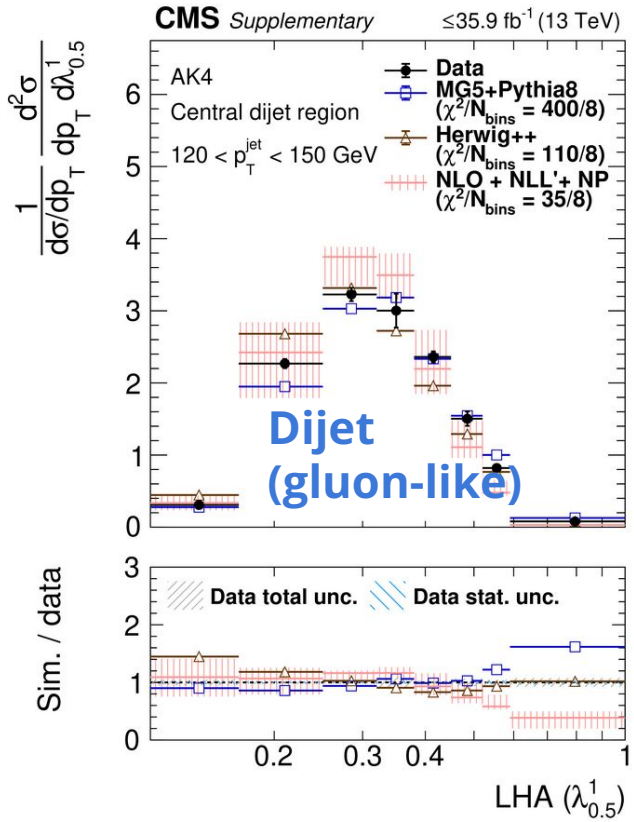 CMS Supplementary ≤35.9 fb⁻¹ (13 TeV)
1/(dσ/dp_T) d²σ/(dp_T dλ¹_0.5)
AK4
Central dijet region
120 < p_T^jet < 150 GeV
Data
MG5+Pythia8
(χ²/N_bins = 400/8)
Herwig++
(χ²/N_bins = 110/8)
NLO + NLL'+ NP
(χ²/N_bins = 35/8)
6
5
4
3
2
1
0
Dijet
(gluon-like)
Sim. / data
Data total unc.
Data stat. unc.
3
2
1
0
0.2 0.3 0.4 1
LHA (λ¹_0.5)